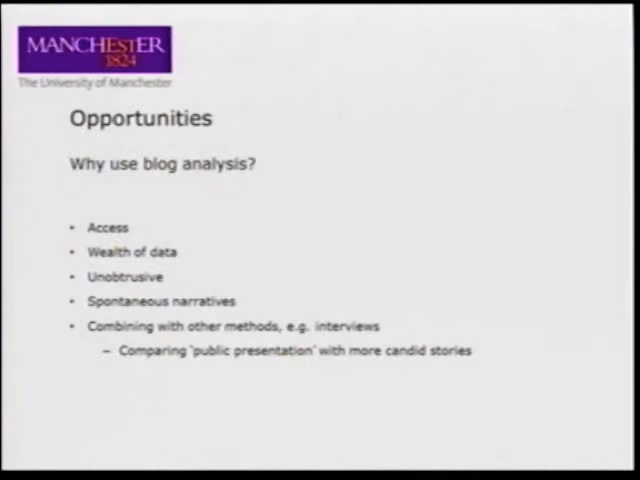 MANCHESTER
1824
The University of Manchester
Opportunities
Why use blog analysis?
• Access
• Wealth of data
• Unobtrusive
• Spontaneous narratives
• Combining with other methods, e.g. interviews
– Comparing 'public presentation' with more candid stories